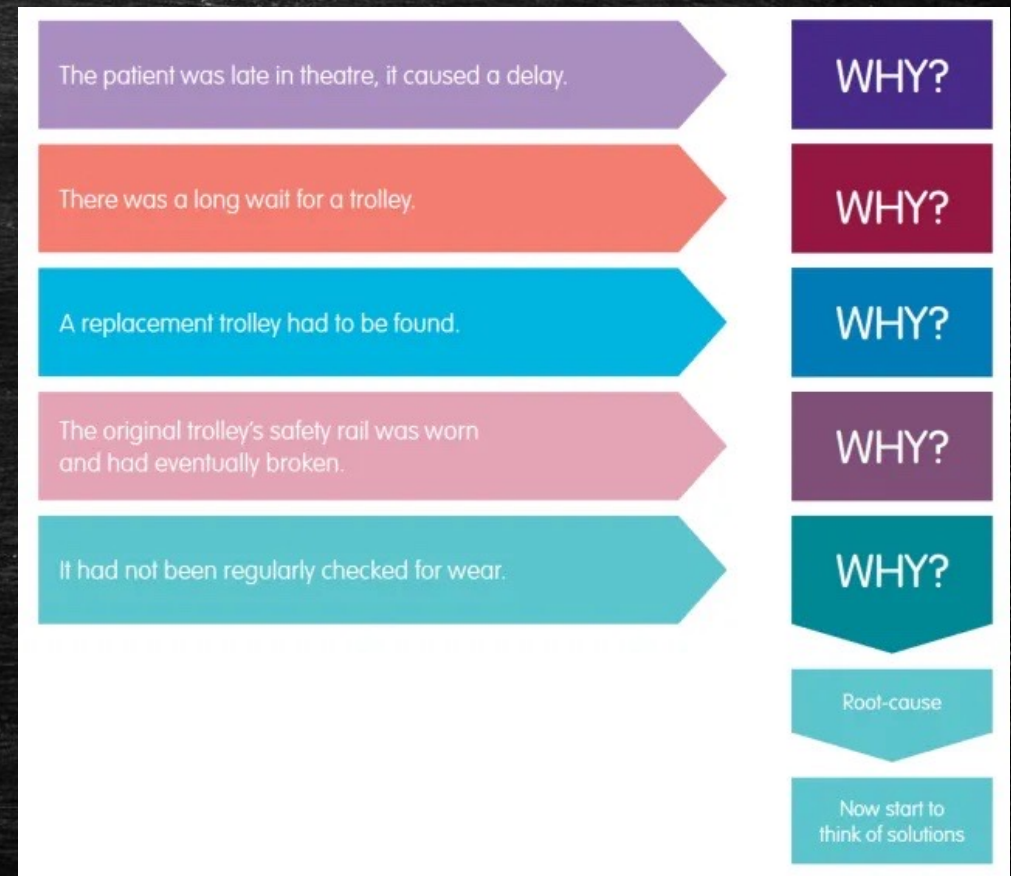 The patient was late in theatre, it caused a delay.
WHY?
There was a long wait for a trolley.
WHY?
A replacement trolley had to be found.
WHY?
The original trolley's safety rail was worn
and had eventually broken.
WHY?
It had not been regularly checked for wear.
WHY?
Root-cause
Now start to
think of solutions